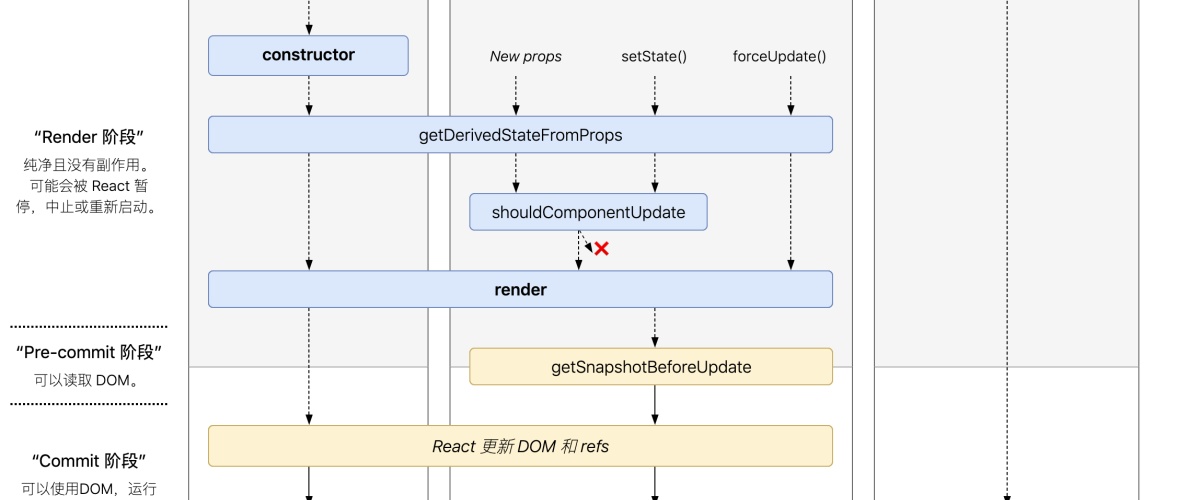 constructor
New props
setState()
forceUpdate()
“Render 阶段”
getDerivedStateFromProps
纯净且没有副作用。
可能会被 React 暂
停，中止或重新启动。
shouldComponentUpdate
render
“Pre-commit 阶段”
可以读取 DOM。
getSnapshotBeforeUpdate
React 更新 DOM 和 refs
“Commit 阶段”
可以使用DOM，运行